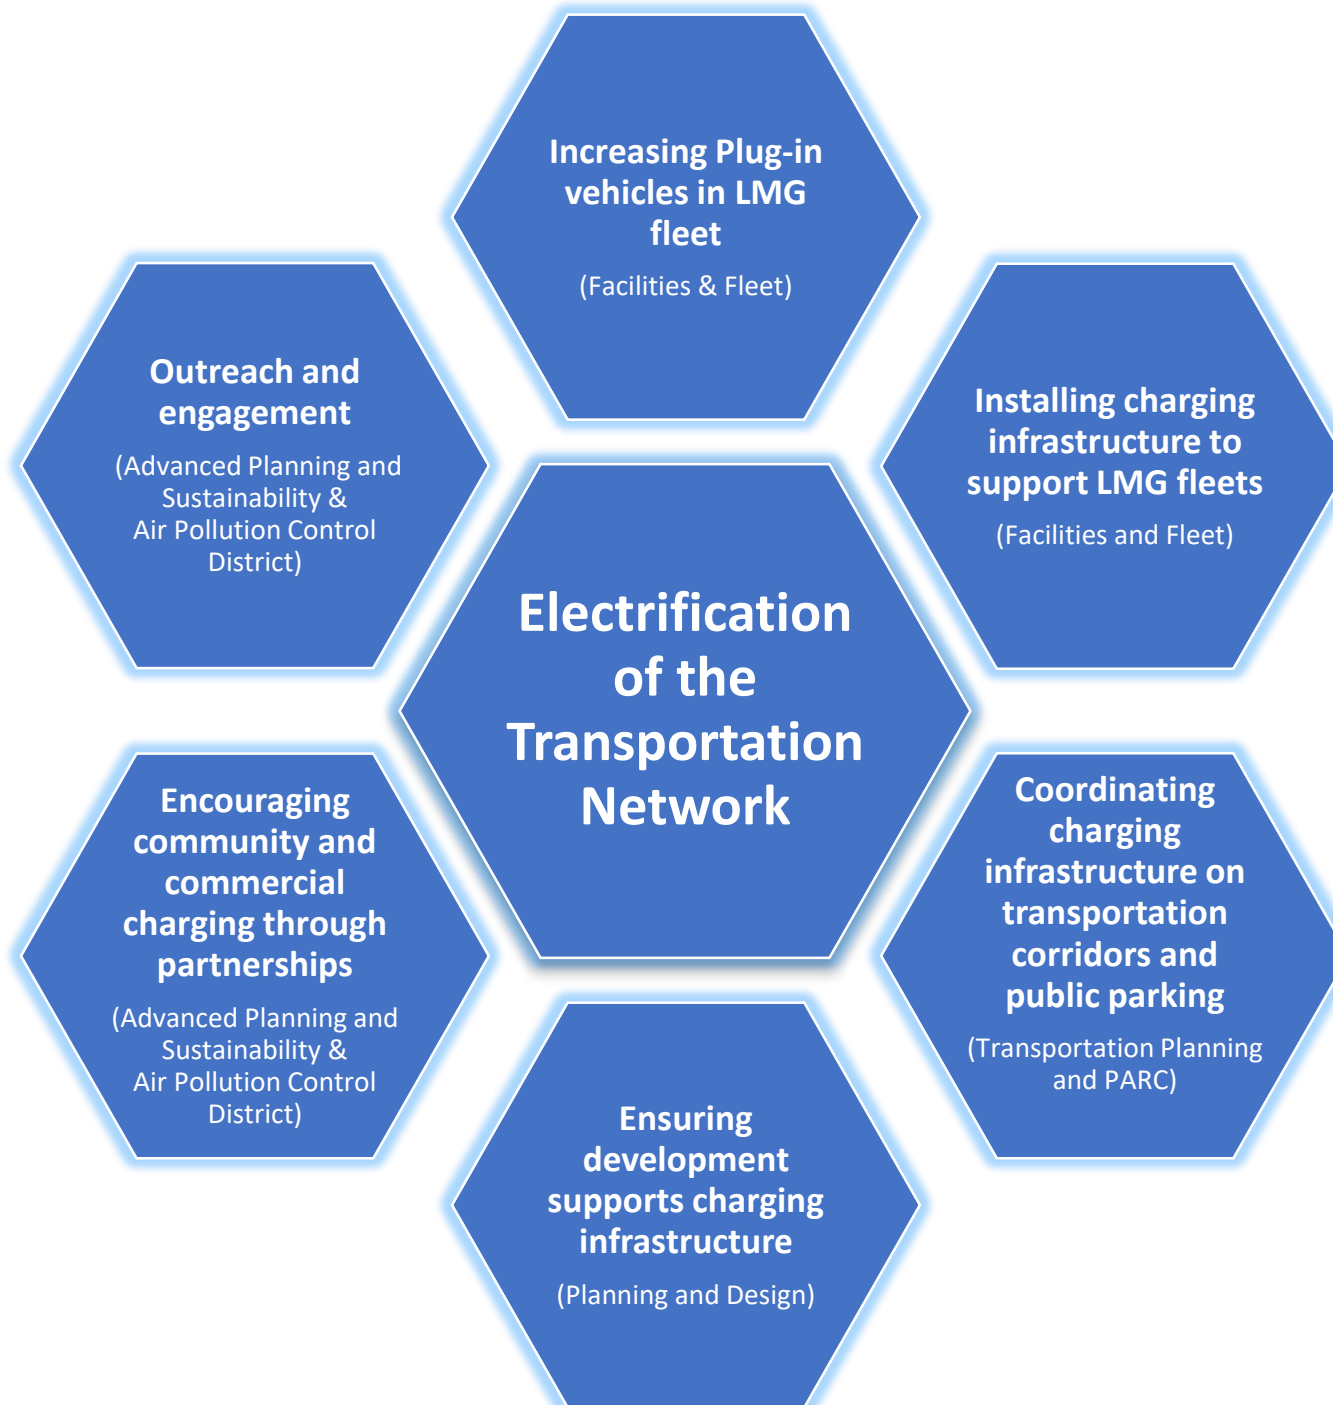 Increasing Plug-in
vehicles in LMG
fleet
(Facilities & Fleet)
Outreach and
engagement
(Advanced Planning and
Sustainability &
Air Pollution Control
District)
Installing charging
infrastructure to
support LMG fleets
(Facilities and Fleet)
Electrification
of the
Transportation
Network
Encouraging
community and
commercial
charging through
partnerships
(Advanced Planning and
Sustainability &
Air Pollution Control
District)
Coordinating
charging
infrastructure on
transportation
corridors and
public parking
(Transportation Planning
and PARC)
Ensuring
development
supports charging
infrastructure
(Planning and Design)